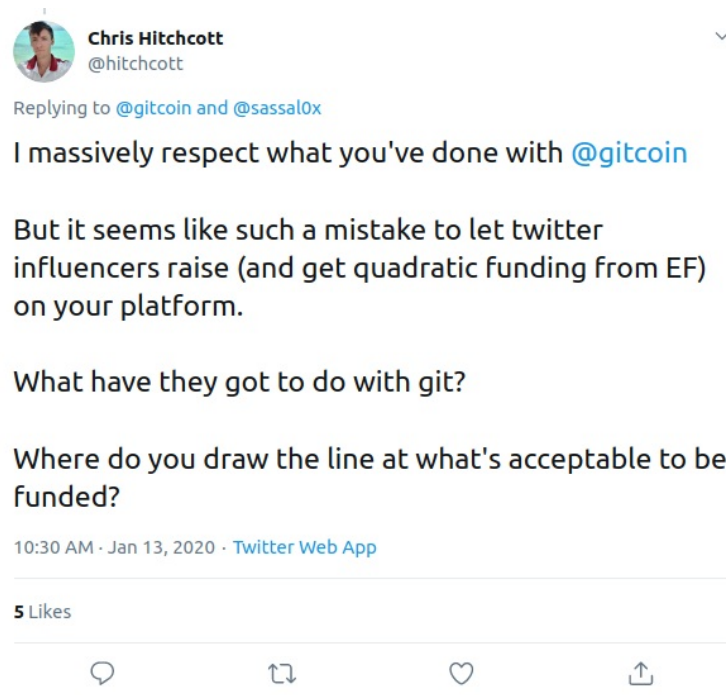 Chris Hitchcott
@hitchcott
Replying to @gitcoin and @sassal0x
I massively respect what you've done with @gitcoin
But it seems like such a mistake to let twitter
influencers raise (and get quadratic funding from EF)
on your platform.
What have they got to do with git?
Where do you draw the line at what's acceptable to be
funded?
10:30 AM · Jan 13, 2020 · Twitter Web App
5 Likes